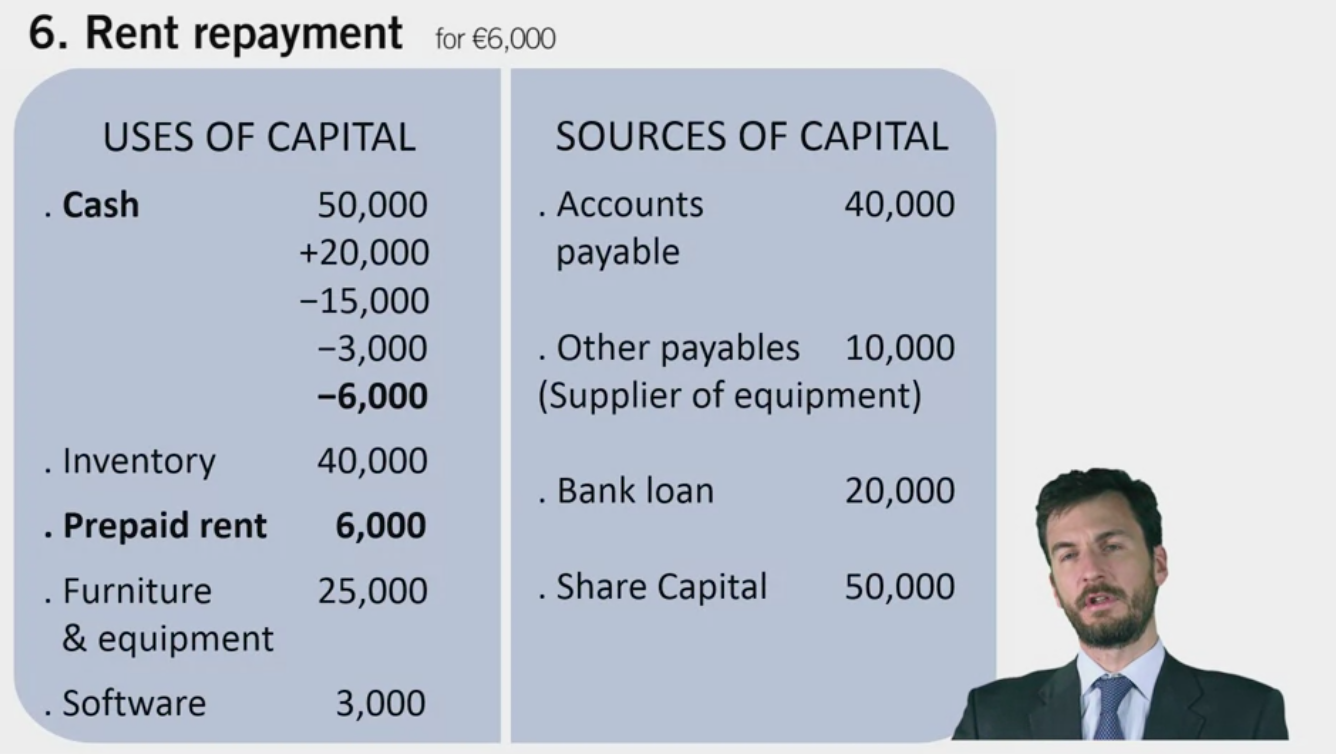 6. Rent repayment for €6,000
USES OF CAPITAL
. Cash 50,000
+20,000
−15,000
−3,000
−6,000
. Inventory 40,000
. Prepaid rent 6,000
. Furniture 25,000
& equipment
. Software 3,000
SOURCES OF CAPITAL
. Accounts 40,000
payable
. Other payables 10,000
(Supplier of equipment)
. Bank loan 20,000
. Share Capital 50,000